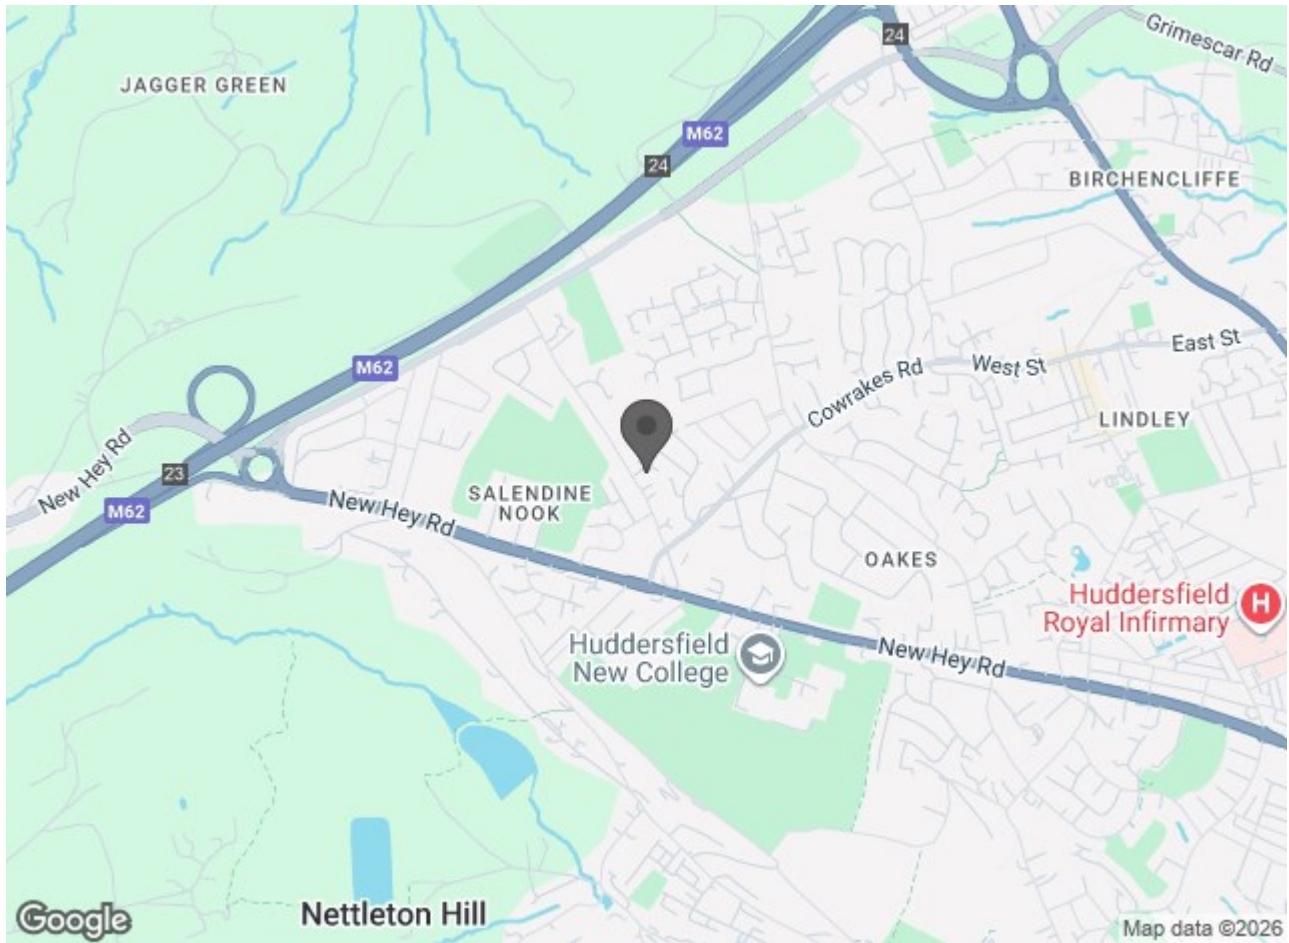 24
Grimescar Rd
JAGGER GREEN
M62
24
BIRCHENCLIFFE
M62
Cowrakes Rd
West St
East St
LINDLEY
New Hey Rd
23
M62
SALENDINE
NOOK
New Hey Rd
OAKES
Huddersfield
Royal Infirmary
H
Huddersfield
New College
New Hey Rd
Nettleton Hill
Google
Map data ©2026